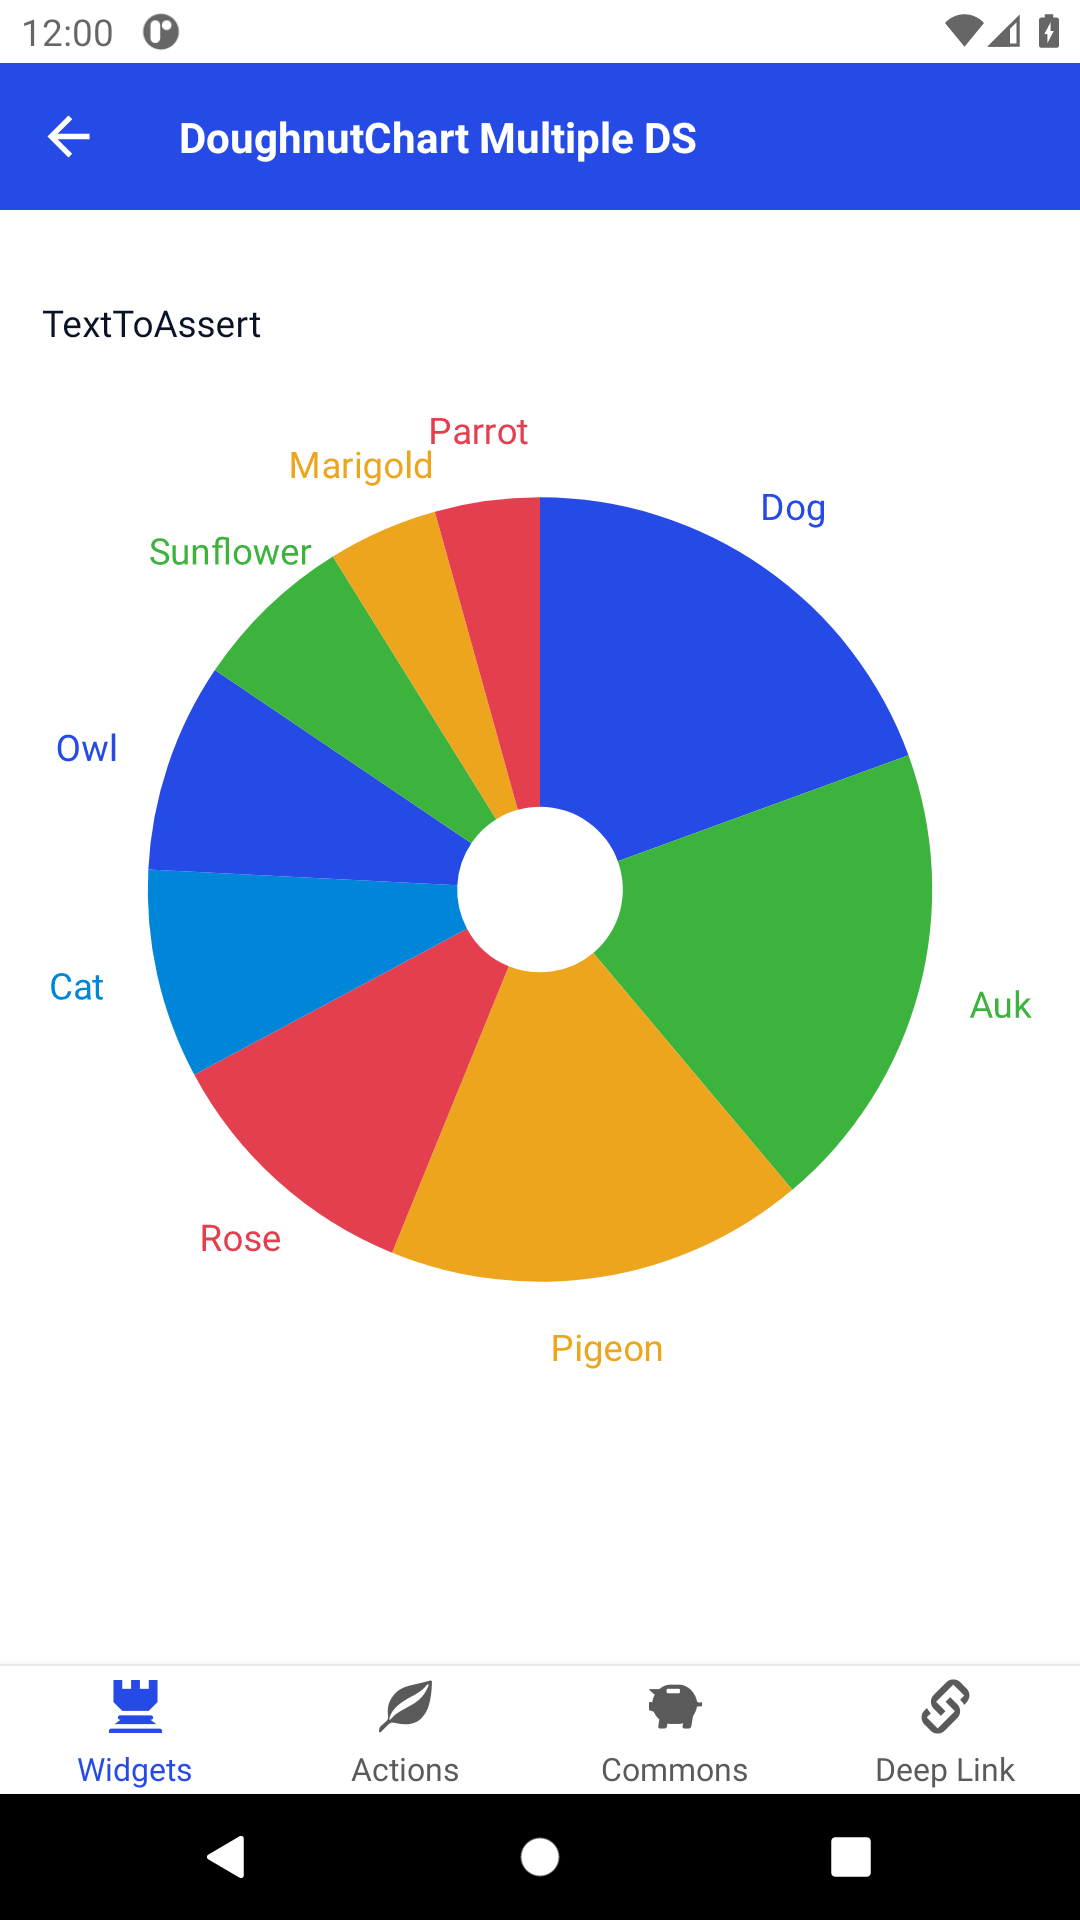 12:00
DoughnutChart Multiple DS
TextToAssert
Parrot
Marigold
Dog
Sunflower
Owl
Cat
Auk
Rose
Pigeon
Widgets
Actions
Commons
Deep Link